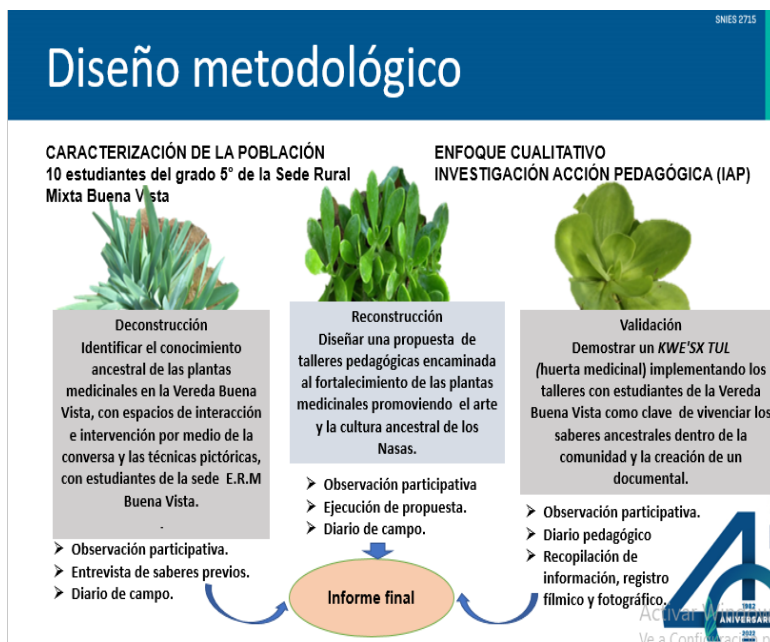 SNIES 2715
Diseño metodológico
CARACTERIZACIÓN DE LA POBLACIÓN
10 estudiantes del grado 5° de la Sede Rural
Mixta Buena Vista
ENFOQUE CUALITATIVO
INVESTIGACIÓN ACCIÓN PEDAGÓGICA (IAP)
Deconstrucción
Identificar el conocimiento
ancestral de las plantas
medicinales en la Vereda Buena
Vista, con espacios de interacción
e intervención por medio de la
conversa y las técnicas pictóricas,
con estudiantes de la sede E.R.M
Buena Vista.
.
➢ Observación participativa.
➢ Entrevista de saberes previos.
➢ Diario de campo.
Reconstrucción
Diseñar una propuesta de
talleres pedagógicas encaminada
al fortalecimiento de las plantas
medicinales promoviendo el arte
y la cultura ancestral de los
Nasas.
➢ Observación participativa
➢ Ejecución de propuesta.
➢ Diario de campo.
Validación
Demostrar un KWE'SX TUL
(huerta medicinal) implementando los
talleres con estudiantes de la Vereda
Buena Vista como clave de vivenciar los
saberes ancestrales dentro de la
comunidad y la creación de un
documental.
➢ Observación participativa.
➢ Diario pedagógico
➢ Recopilación de
información, registro
fílmico y fotográfico.
Informe final
40
1982
ANIVERSARIO
2022
Activar Windows
Ve a Configuración